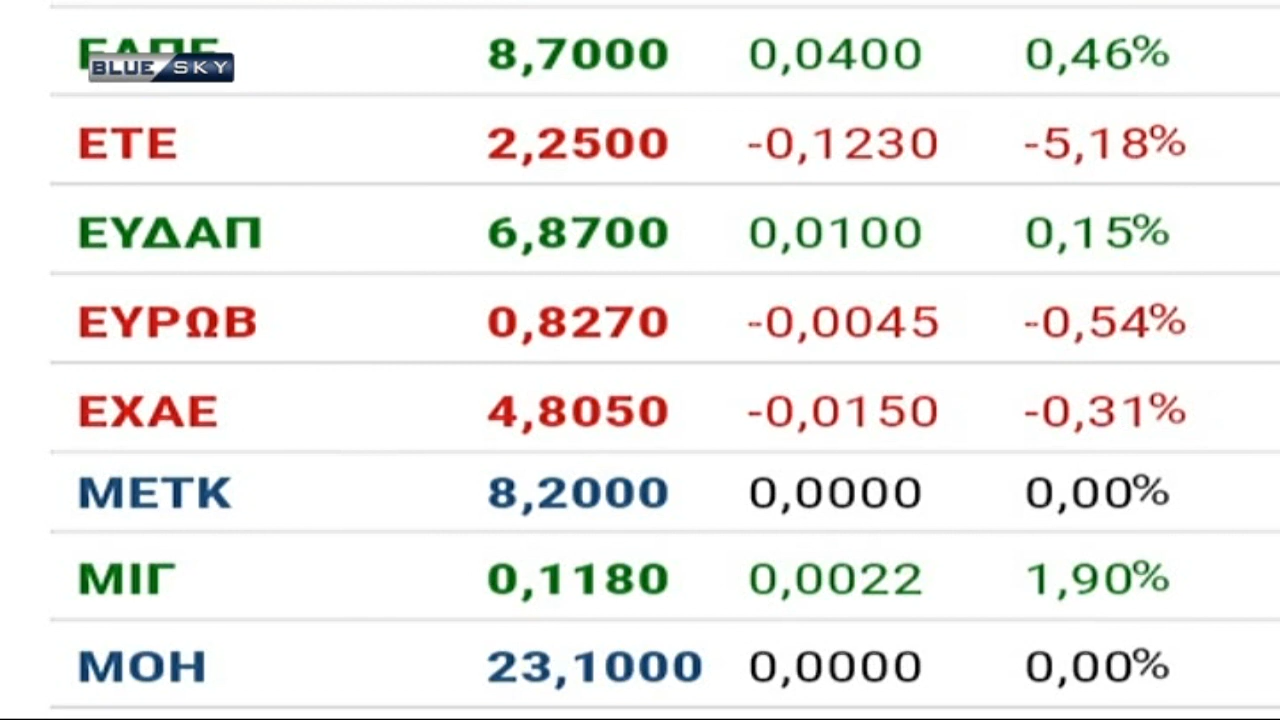 BLUE SKY
8,7000 0,0400 0,46%
ΕΤΕ 2,2500 -0,1230 -5,18%
ΕΥΔΑΠ 6,8700 0,0100 0,15%
ΕΥΡΩΒ 0,8270 -0,0045 -0,54%
ΕΧΑΕ 4,8050 -0,0150 -0,31%
ΜΕΤΚ 8,2000 0,0000 0,00%
ΜΙΓ 0,1180 0,0022 1,90%
ΜΟΗ 23,1000 0,0000 0,00%